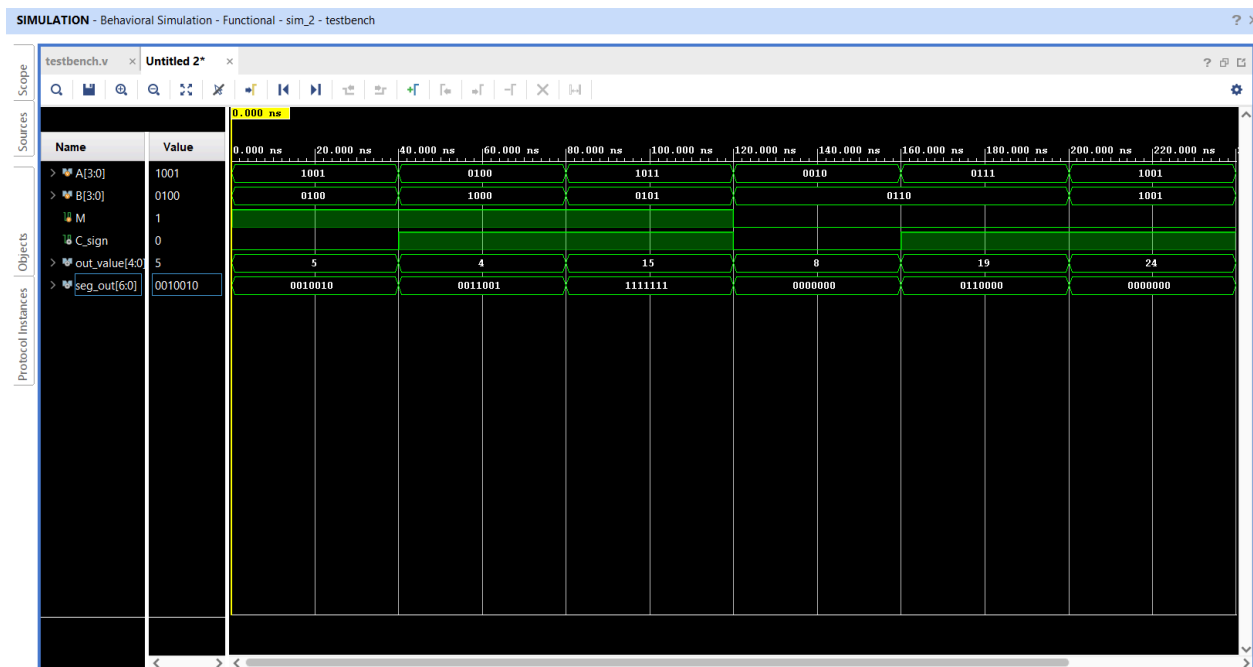 SIMULATION - Behavioral Simulation - Functional - sim_2 - testbench
?
Scope
Sources
Objects
Protocol Instances
testbench.v × Untitled 2* ×
?
0.000 ns
Name Value
0.000 ns 20.000 ns 40.000 ns 60.000 ns 80.000 ns 100.000 ns 120.000 ns 140.000 ns 160.000 ns 180.000 ns 200.000 ns 220.000 ns
> A[3:0] 1001 1001 0100 1011 0010 0111 1001
> B[3:0] 0100 0100 1000 0101 0110 1001
M 1
C_sign 0
> out_value[4:0] 5 5 4 15 8 19 24
> seg_out[6:0] 0010010 0010010 0011001 1111111 0000000 0110000 0000000